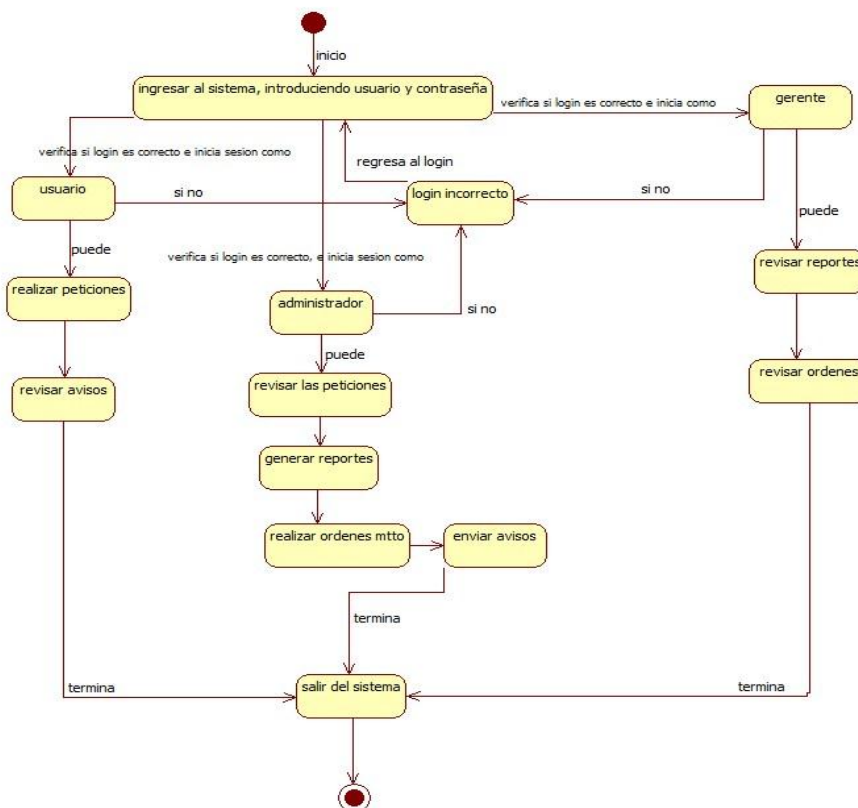 inicio
ingresar al sistema, introduciendo usuario y contraseña
verifica si login es correcto e inicia como
gerente
verifica si login es correcto e inicia sesion como
regresa al login
usuario
si no
login incorrecto
si no
puede
puede
verifica si login es correcto, e inicia sesion como
revisar reportes
realizar peticiones
administrador
si no
puede
revisar avisos
revisar las peticiones
revisar ordenes
generar reportes
realizar ordenes mtto
enviar avisos
termina
salir del sistema
termina
termina